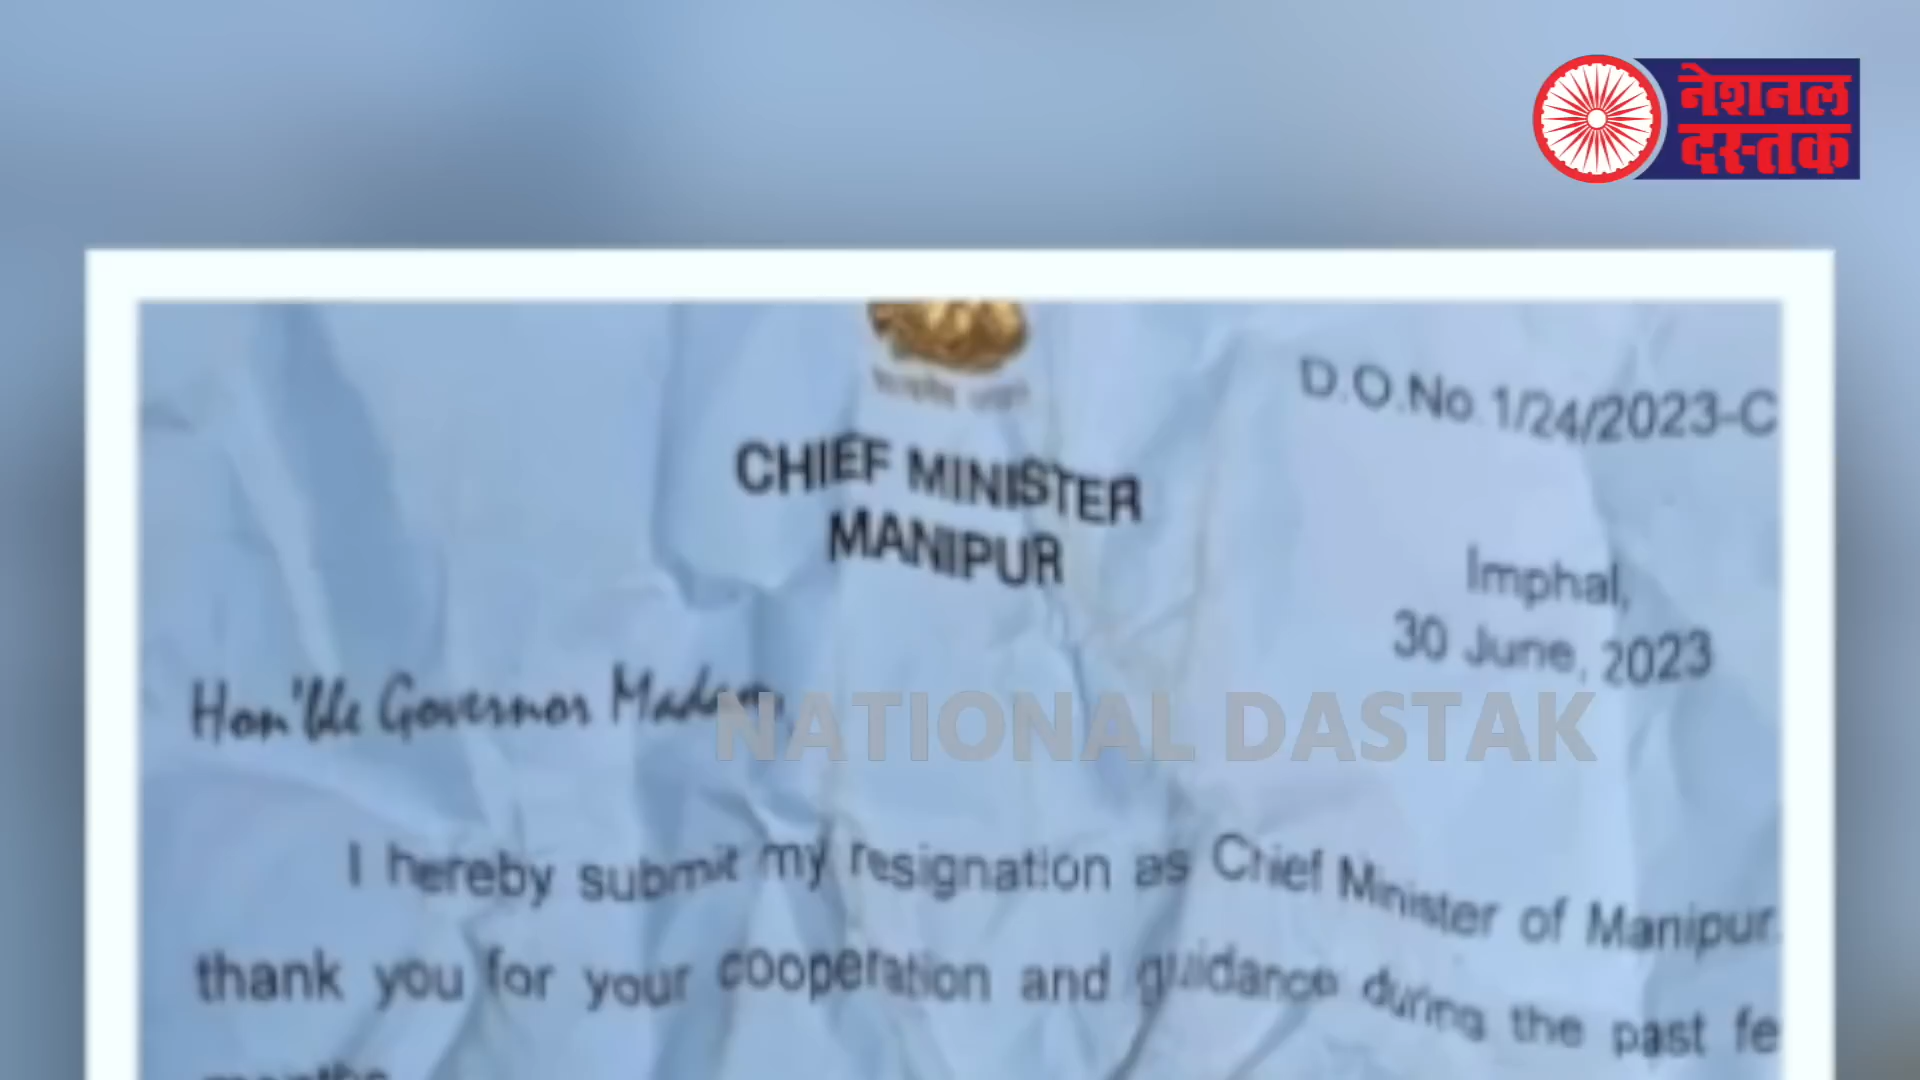 नेशनल
दस्तक
D.O.No.1/24/2023-C
CHIEF MINISTER
MANIPUR
Imphal,
30 June, 2023
Hon'ble Governor Madam,
NATIONAL DASTAK
I hereby submit my resignation as Chief Minister of Manipur.
thank you for your cooperation and guidance during the past fe